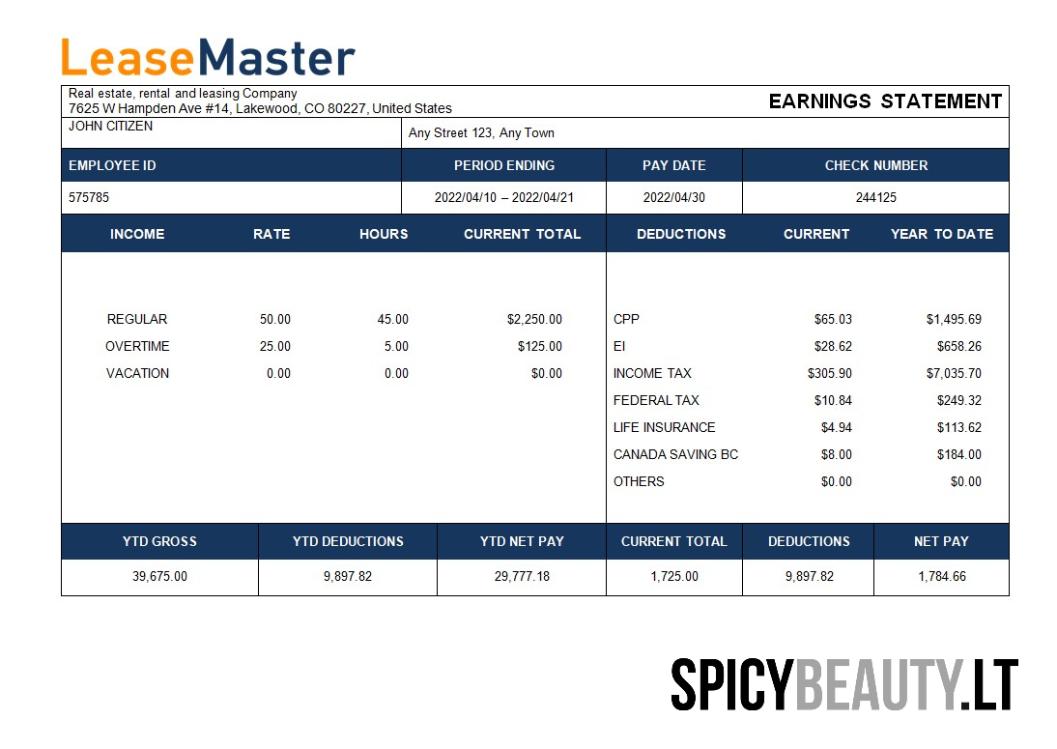 LeaseMaster
Real estate, rental and leasing Company
7625 W Hampden Ave #14, Lakewood, CO 80227, United States
EARNINGS STATEMENT
JOHN CITIZEN
Any Street 123, Any Town
EMPLOYEE ID PERIOD ENDING PAY DATE CHECK NUMBER
575785 2022/04/10 – 2022/04/21 2022/04/30 244125
INCOME RATE HOURS CURRENT TOTAL DEDUCTIONS CURRENT YEAR TO DATE
REGULAR 50.00 45.00 $2,250.00 CPP $65.03 $1,495.69
OVERTIME 25.00 5.00 $125.00 EI $28.62 $658.26
VACATION 0.00 0.00 $0.00 INCOME TAX $305.90 $7,035.70
FEDERAL TAX $10.84 $249.32
LIFE INSURANCE $4.94 $113.62
CANADA SAVING BC $8.00 $184.00
OTHERS $0.00 $0.00
YTD GROSS YTD DEDUCTIONS YTD NET PAY CURRENT TOTAL DEDUCTIONS NET PAY
39,675.00 9,897.82 29,777.18 1,725.00 9,897.82 1,784.66
SPICYBEAUTY.LT